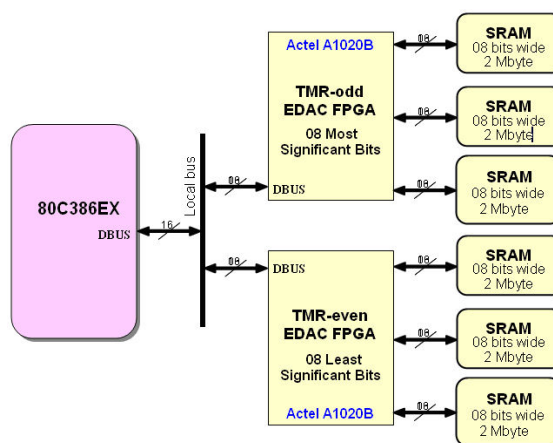 80C386EX
DBUS
16
Local bus
08
08
Actel A1020B
TMR-odd
EDAC FPGA
08 Most
Significant Bits
DBUS
08
08
08
SRAM
08 bits wide
2 Mbyte
SRAM
08 bits wide
2 Mbyte
SRAM
08 bits wide
2 Mbyte
DBUS
TMR-even
EDAC FPGA
08 Least
Significant Bits
Actel A1020B
08
08
08
SRAM
08 bits wide
2 Mbyte
SRAM
08 bits wide
2 Mbyte
SRAM
08 bits wide
2 Mbyte